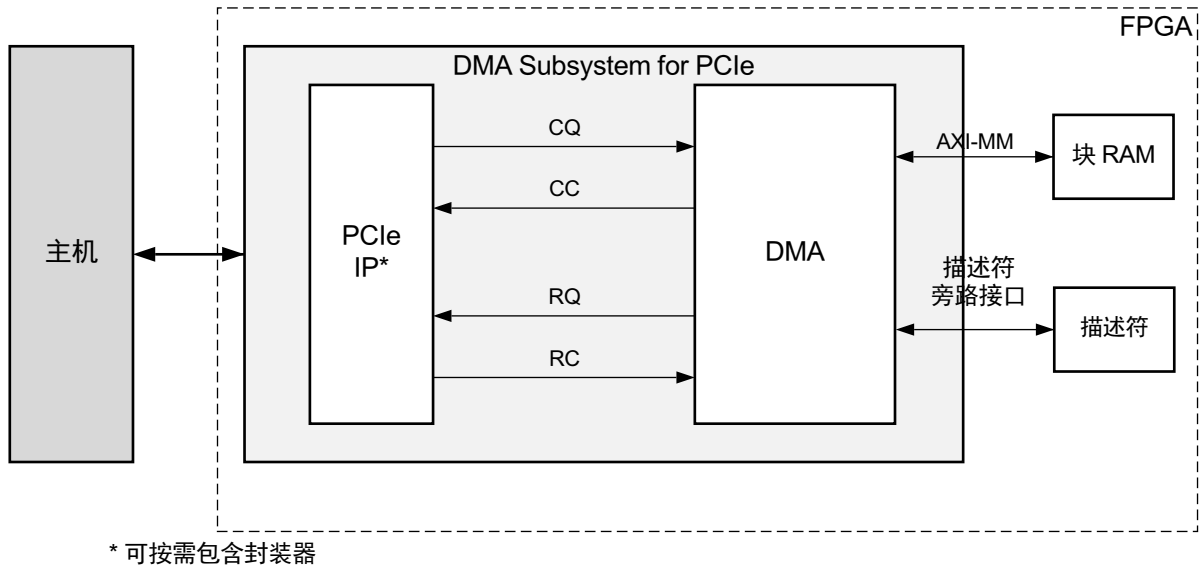 FPGA
DMA Subsystem for PCIe
CQ
AXI-MM
块 RAM
CC
主机
PCIe
IP*
DMA
描述符
旁路接口
RQ
描述符
RC
* 可按需包含封装器